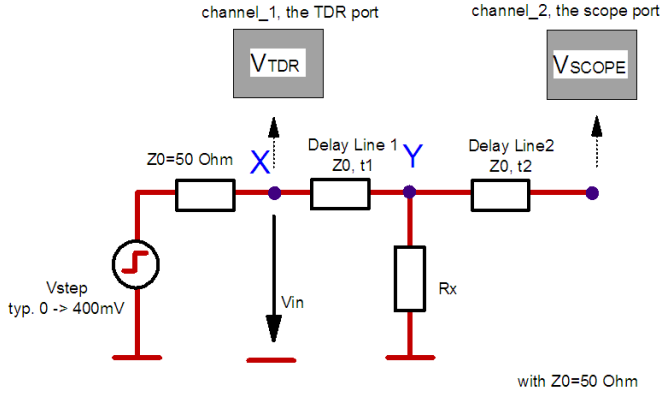 channel_1, the TDR port
channel_2, the scope port
VTDR
VSCOPE
Z0=50 Ohm
X
Delay Line 1
Z0, t1
Y
Delay Line2
Z0, t2
Vstep
typ. 0 -> 400mV
Vin
Rx
with Z0=50 Ohm